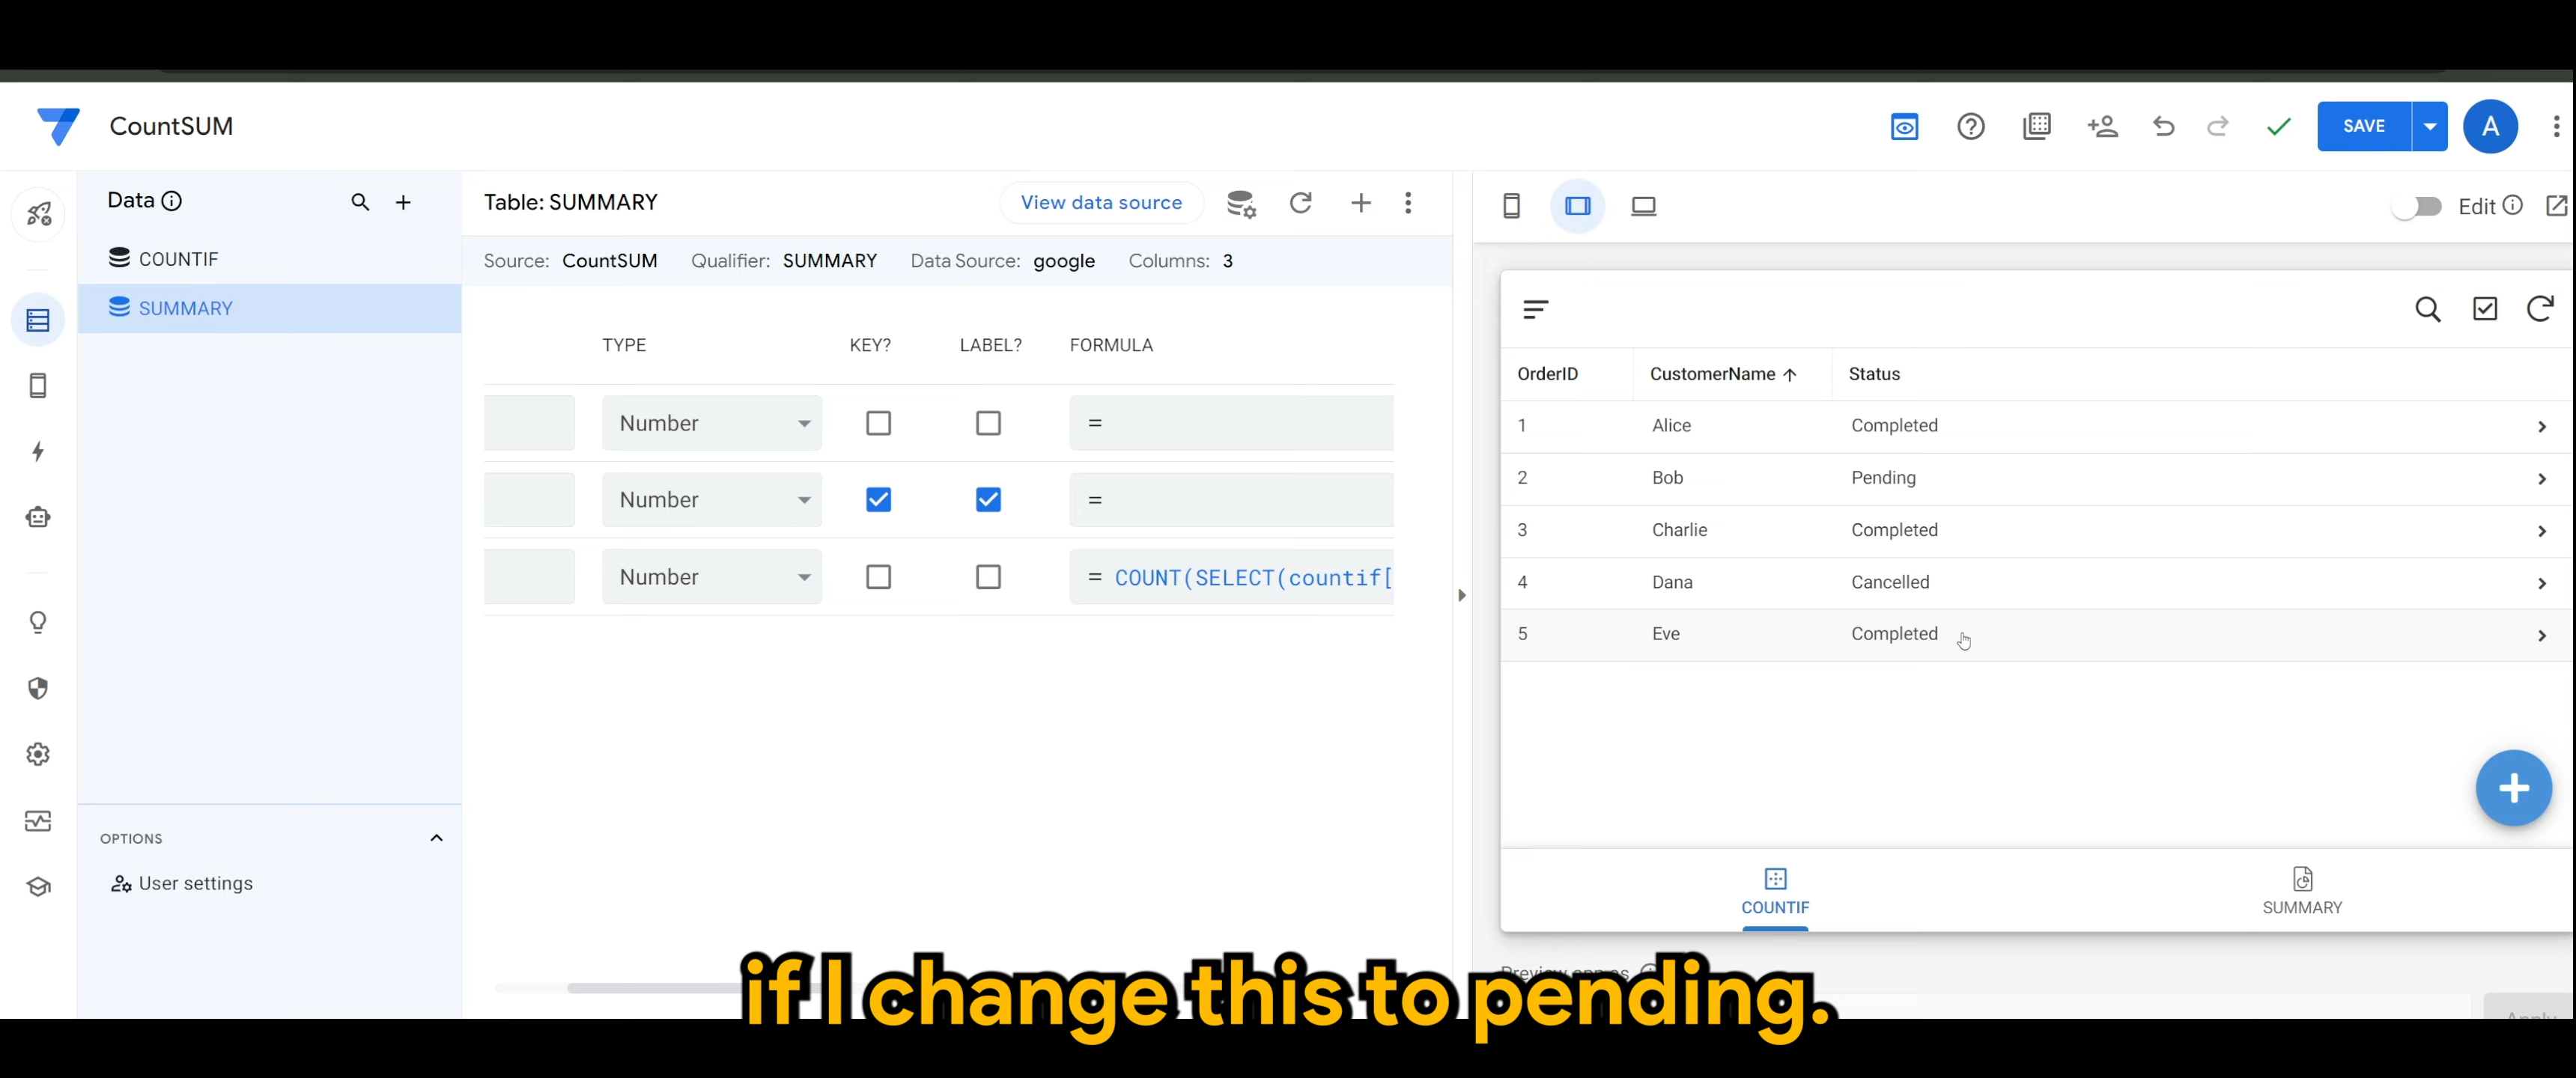 CountSUM
SAVE
A
Data
COUNTIF
SUMMARY
OPTIONS
User settings
Table: SUMMARY
View data source
Source: CountSUM Qualifier: SUMMARY Data Source: google Columns: 3
TYPE KEY? LABEL? FORMULA
Number =
Number =
Number = COUNT(SELECT(countif[
Edit
OrderID CustomerName Status
1 Alice Completed
2 Bob Pending
3 Charlie Completed
4 Dana Cancelled
5 Eve Completed
COUNTIF
SUMMARY
if I change this to pending.